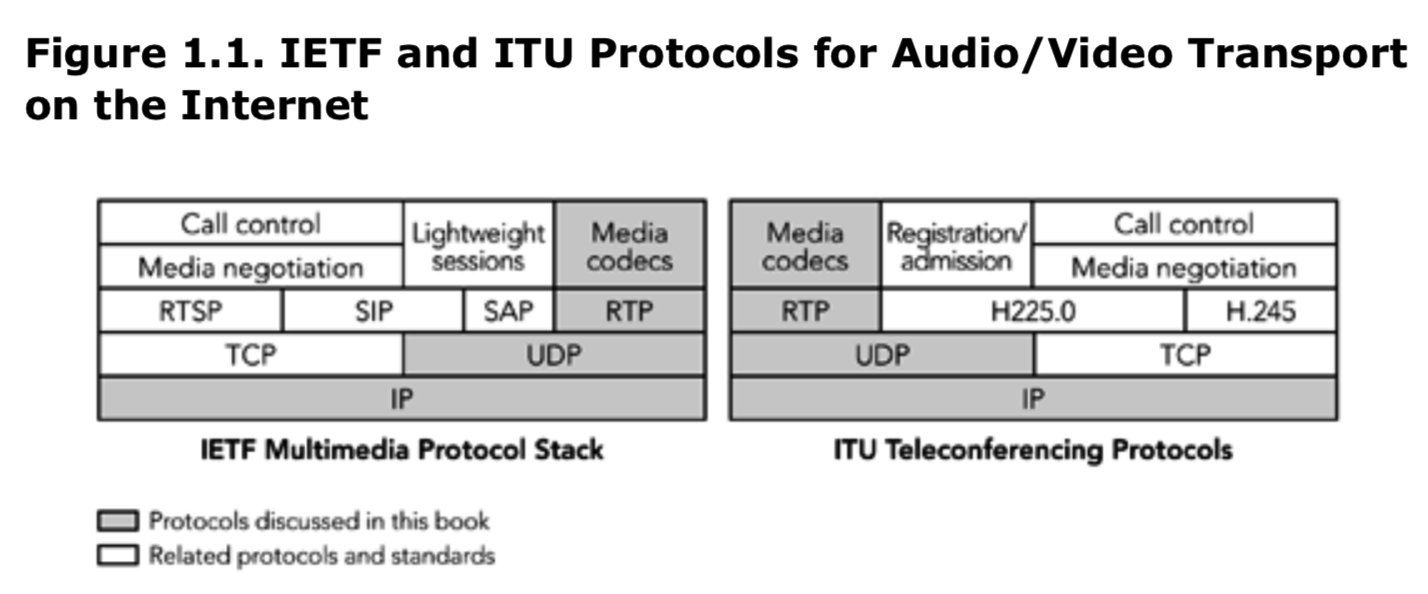 Figure 1.1. IETF and ITU Protocols for Audio/Video Transport
on the Internet
Call control
Media negotiation
Lightweight
sessions
Media
codecs
RTSP
SIP
SAP
RTP
TCP
UDP
IP
IETF Multimedia Protocol Stack
Media
codecs
Registration/
admission
Call control
Media negotiation
RTP
H225.0
H.245
UDP
TCP
IP
ITU Teleconferencing Protocols
Protocols discussed in this book
Related protocols and standards